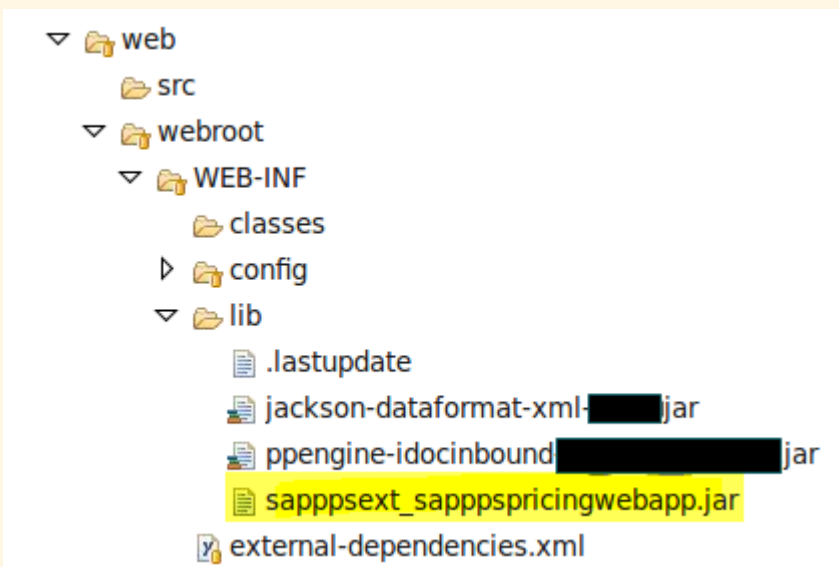 web
src
webroot
WEB-INF
classes
config
lib
.lastupdate
jackson-dataformat-xml- jar
ppengine-idocinbound- jar
sapppsext_sapppspricingwebapp.jar
external-dependencies.xml